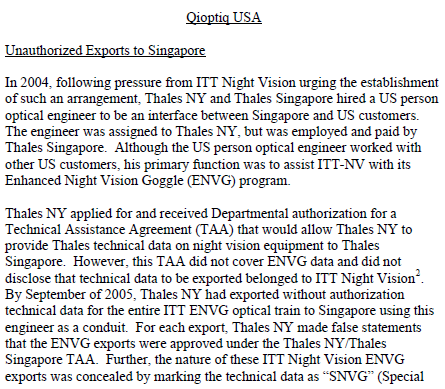 Qioptiq USA
Unauthorized Exports to Singapore
In 2004, following pressure from ITT Night Vision urging the establishment
of such an arrangement, Thales NY and Thales Singapore hired a US person
optical engineer to be an interface between Singapore and US customers.
The engineer was assigned to Thales NY, but was employed and paid by
Thales Singapore.  Although the US person optical engineer worked with
other US customers, his primary function was to assist ITT-NV with its
Enhanced Night Vision Goggle (ENVG) program.
Thales NY applied for and received Departmental authorization for a
Technical Assistance Agreement (TAA) that would allow Thales NY to
provide Thales technical data on night vision equipment to Thales
Singapore.  However, this TAA did not cover ENVG data and did not
disclose that technical data to be exported belonged to ITT Night Vision².
By September of 2005, Thales NY had exported without authorization
technical data for the entire ITT ENVG optical train to Singapore using this
engineer as a conduit.  For each export, Thales NY made false statements
that the ENVG exports were approved under the Thales NY/Thales
Singapore TAA.  Further, the nature of these ITT Night Vision ENVG
exports was concealed by marking the technical data as “SNVG” (Special